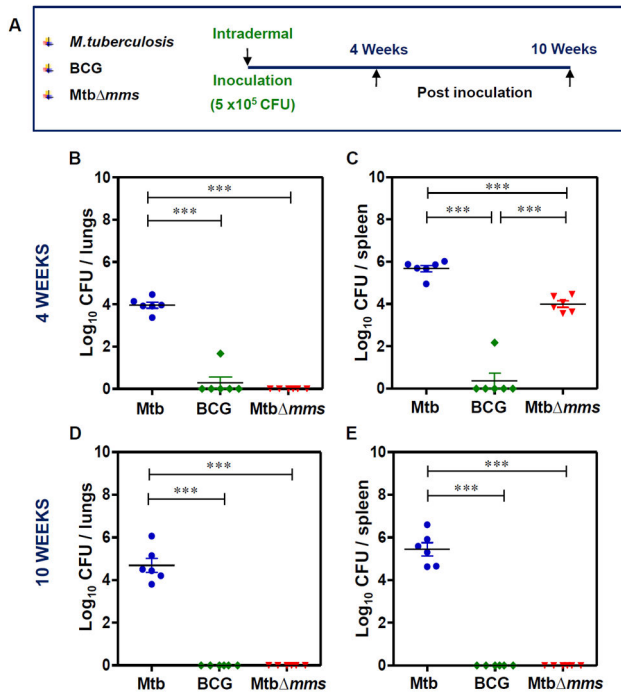 A
M.tuberculosis
BCG
MtbΔmms
Intradermal
Inoculation
(5 x10⁵ CFU)
4 Weeks
10 Weeks
Post inoculation
4 WEEKS
B
Log₁₀ CFU / lungs
10
8
6
4
2
0
***
***
Mtb
BCG
MtbΔmms
C
Log₁₀ CFU / spleen
10
8
6
4
2
0
***
***
***
Mtb
BCG
MtbΔmms
10 WEEKS
D
Log₁₀ CFU / lungs
10
8
6
4
2
0
***
***
Mtb
BCG
MtbΔmms
E
Log₁₀ CFU / spleen
10
8
6
4
2
0
***
***
Mtb
BCG
MtbΔmms